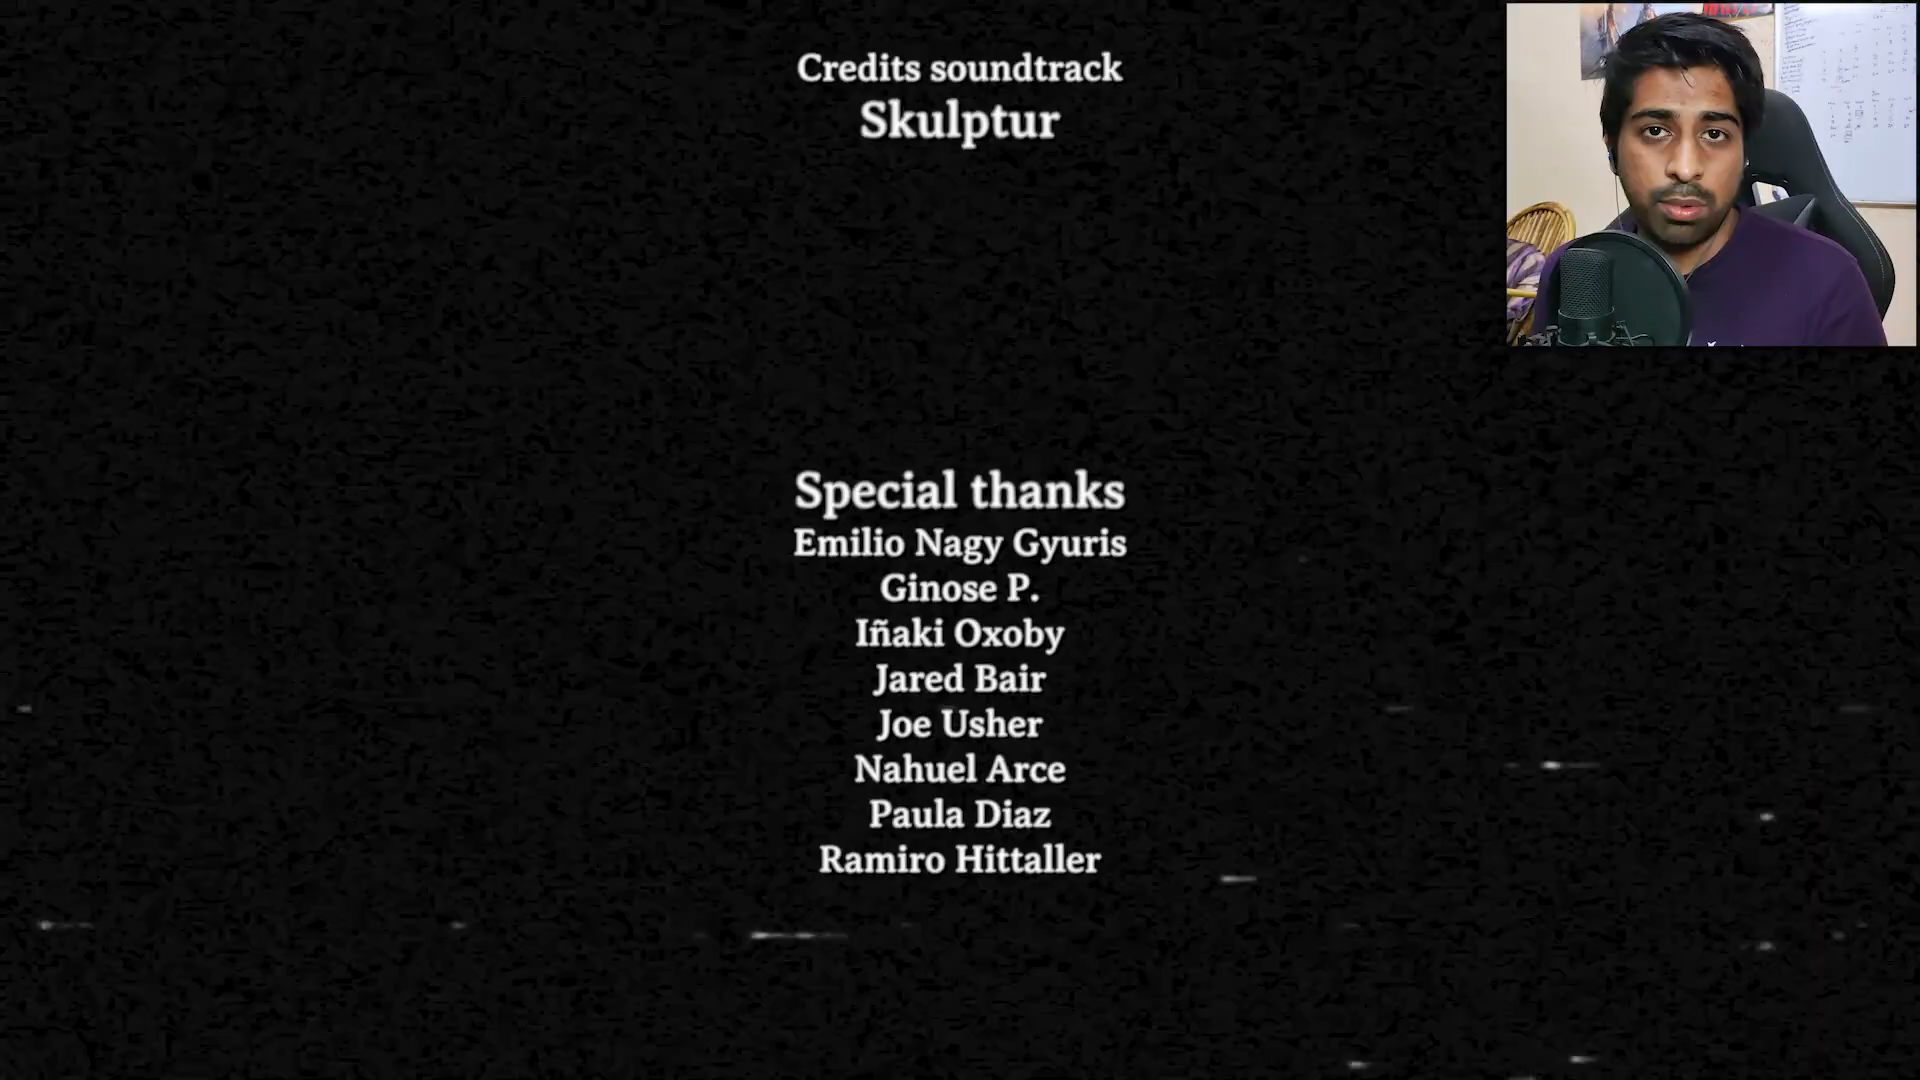 Credits soundtrack
Skulptur
Special thanks
Emilio Nagy Gyuris
Ginose P.
Iñaki Oxoby
Jared Bair
Joe Usher
Nahuel Arce
Paula Diaz
Ramiro Hittaller